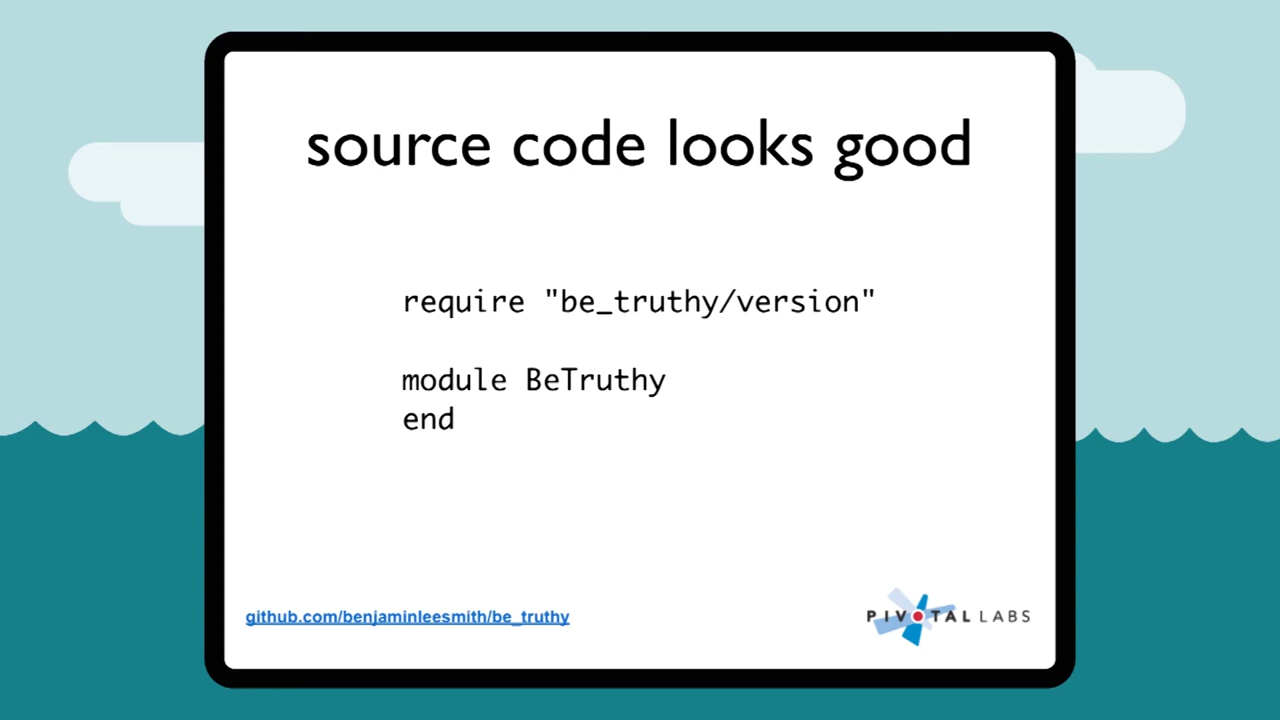 source code looks good
require "be_truthy/version"
module BeTruthy
end
github.com/benjaminleesmith/be_truthy
PIVOTAL LABS